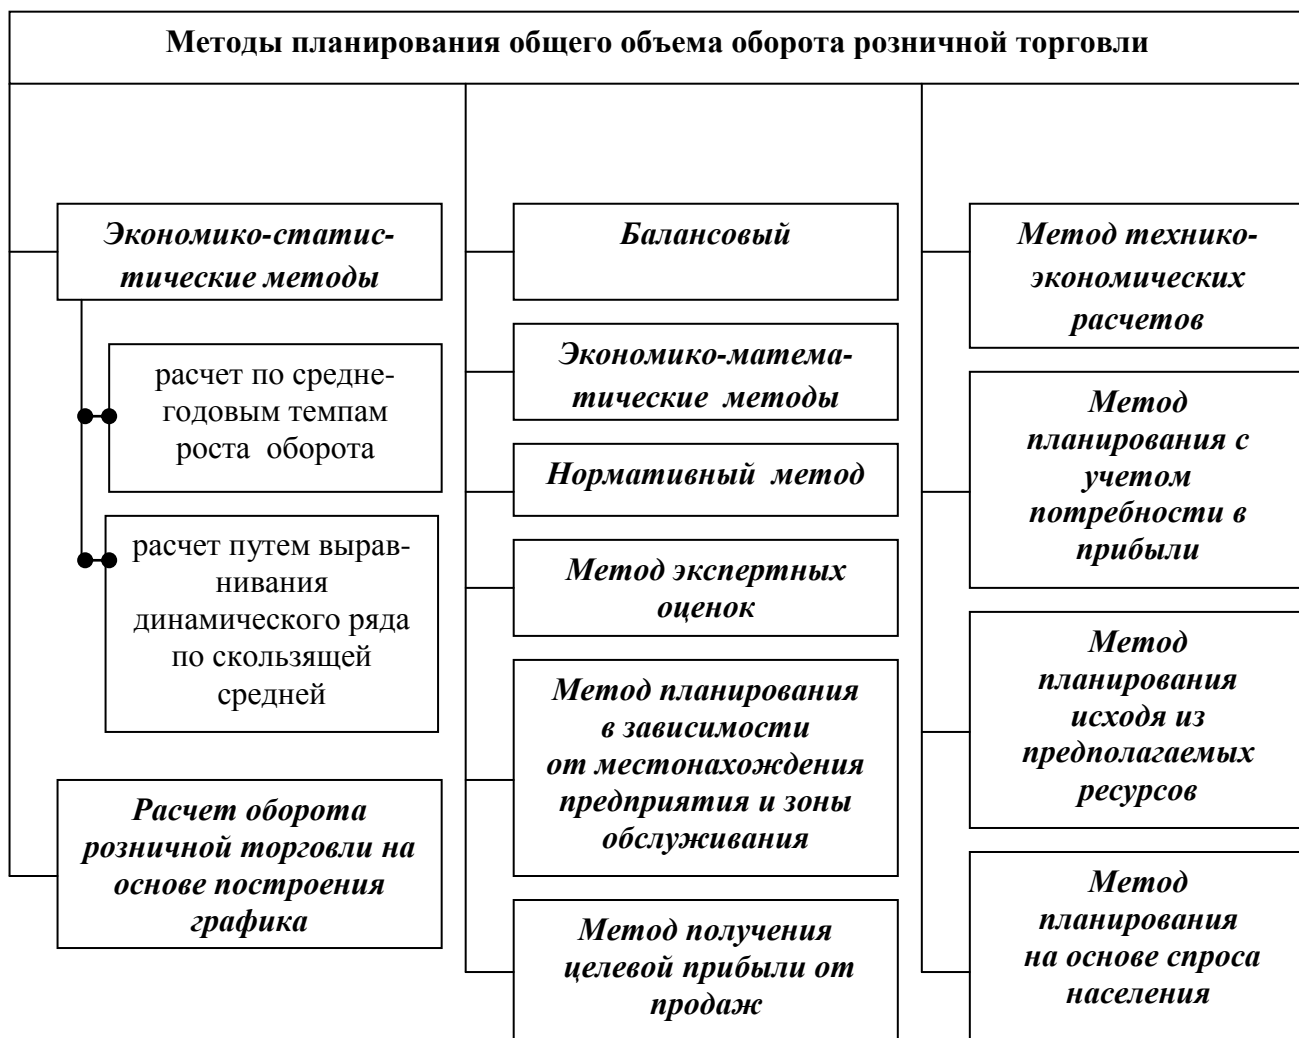 Методы планирования общего объема оборота розничной торговли
Экономико-статис-
тические методы
расчет по средне-
годовым темпам
роста оборота
расчет путем вырав-
нивания
динамического ряда
по скользящей
средней
Расчет оборота
розничной торговли на
основе построения
графика
Балансовый
Экономико-матема-
тические методы
Нормативный метод
Метод экспертных
оценок
Метод планирования
в зависимости
от местонахождения
предприятия и зоны
обслуживания
Метод получения
целевой прибыли от
продаж
Метод технико-
экономических
расчетов
Метод
планирования с
учетом
потребности в
прибыли
Метод
планирования
исходя из
предполагаемых
ресурсов
Метод
планирования
на основе спроса
населения